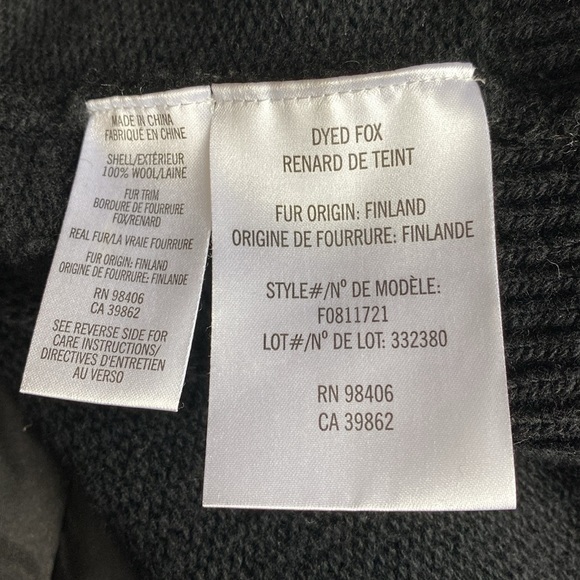 MADE IN CHINA
FABRIQUÉ EN CHINE
SHELL/EXTÉRIEUR
100% WOOL/LAINE
FUR TRIM
BORDURE DE FOURRURE
FOX/RENARD
REAL FUR/LA VRAIE FOURRURE
FUR ORIGIN: FINLAND
ORIGINE DE FOURRURE: FINLANDE
RN 98406
CA 39862
SEE REVERSE SIDE FOR
CARE INSTRUCTIONS/
DIRECTIVES D'ENTRETIEN
AU VERSO
DYED FOX
RENARD DE TEINT
FUR ORIGIN: FINLAND
ORIGINE DE FOURRURE: FINLANDE
STYLE#/Nº DE MODÈLE:
F0811721
LOT#/Nº DE LOT: 332380
RN 98406
CA 39862